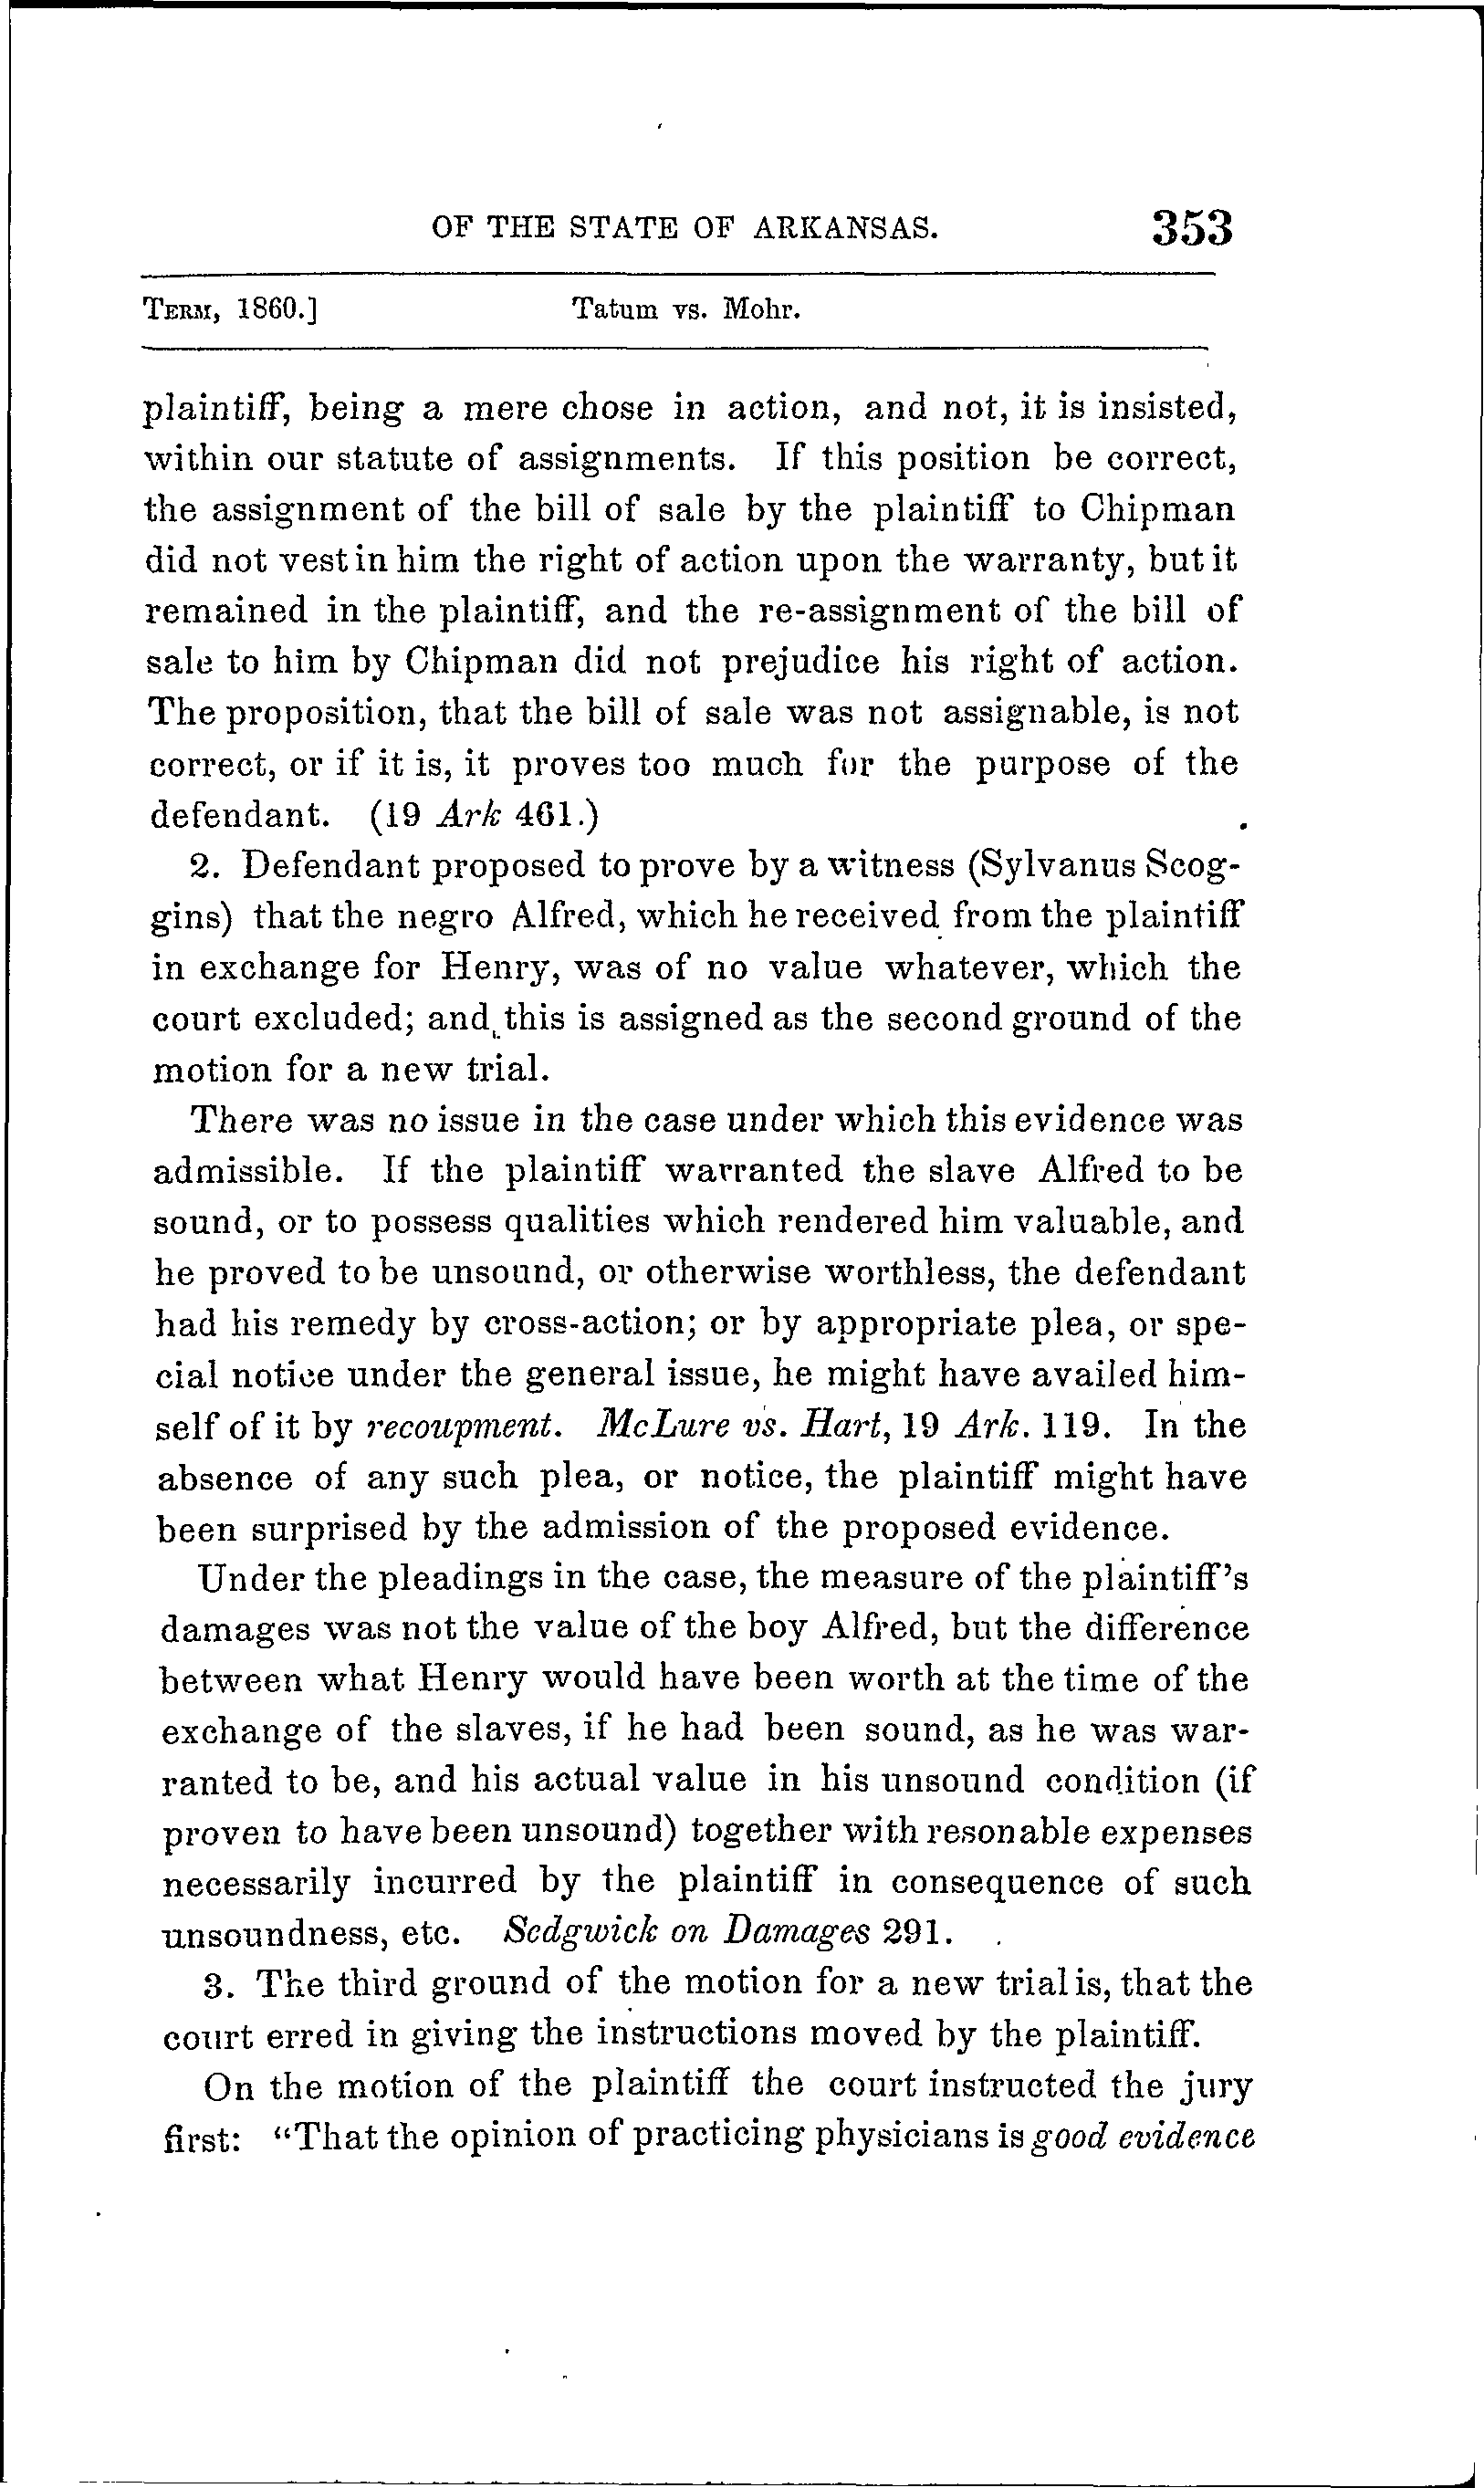 OF THE STATE OF ARKANSAS. 353
TERM, 1860.] Tatum vs. Mohr.
plaintiff, being a mere chose in action, and not, it is insisted,
within our statute of assignments. If this position be correct,
the assignment of the bill of sale by the plaintiff to Chipman
did not vest in him the right of action upon the warranty, but it
remained in the plaintiff, and the re-assignment of the bill of
sale to him by Chipman did not prejudice his right of action.
The proposition, that the bill of sale was not assignable, is not
correct, or if it is, it proves too much for the purpose of the
defendant. (19 Ark 461.)
2. Defendant proposed to prove by a witness (Sylvanus Scog-
gins) that the negro Alfred, which he received from the plaintiff
in exchange for Henry, was of no value whatever, which the
court excluded; and this is assigned as the second ground of the
motion for a new trial.
There was no issue in the case under which this evidence was
admissible. If the plaintiff warranted the slave Alfred to be
sound, or to possess qualities which rendered him valuable, and
he proved to be unsound, or otherwise worthless, the defendant
had his remedy by cross-action; or by appropriate plea, or spe-
cial notice under the general issue, he might have availed him-
self of it by recoupment. McLure vs. Hart, 19 Ark. 119. In the
absence of any such plea, or notice, the plaintiff might have
been surprised by the admission of the proposed evidence.
Under the pleadings in the case, the measure of the plaintiff's
damages was not the value of the boy Alfred, but the difference
between what Henry would have been worth at the time of the
exchange of the slaves, if he had been sound, as he was war-
ranted to be, and his actual value in his unsound condition (if
proven to have been unsound) together with resonable expenses
necessarily incurred by the plaintiff in consequence of such
unsoundness, etc. Sedgwick on Damages 291.
3. The third ground of the motion for a new trial is, that the
court erred in giving the instructions moved by the plaintiff.
On the motion of the plaintiff the court instructed the jury
first: "That the opinion of practicing physicians is good evidence